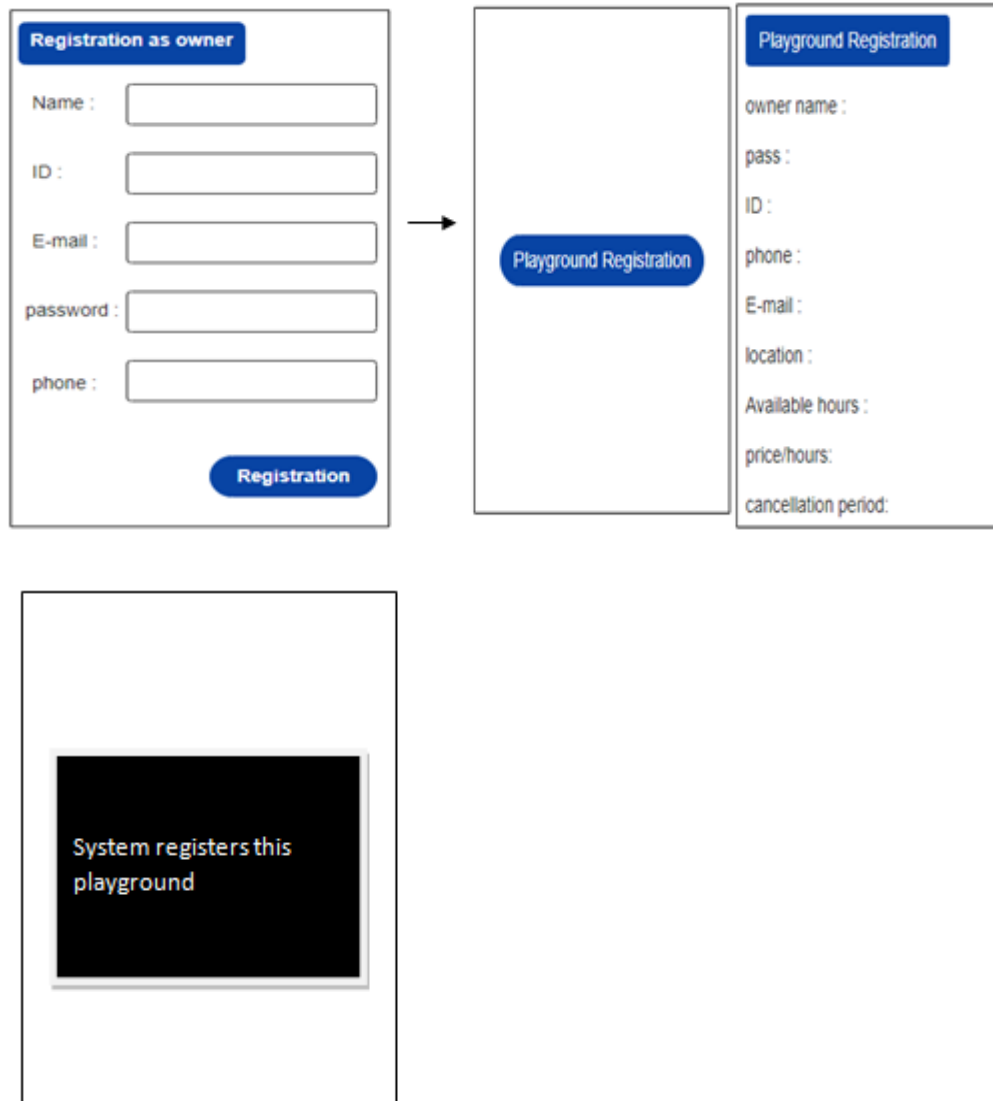 Registration as owner
Name :
ID :
E-mail :
password :
phone :
Registration
Playground Registration
Playground Registration
owner name :
pass :
ID :
phone :
E-mail :
location :
Available hours :
price/hours:
cancellation period:
System registers this
playground